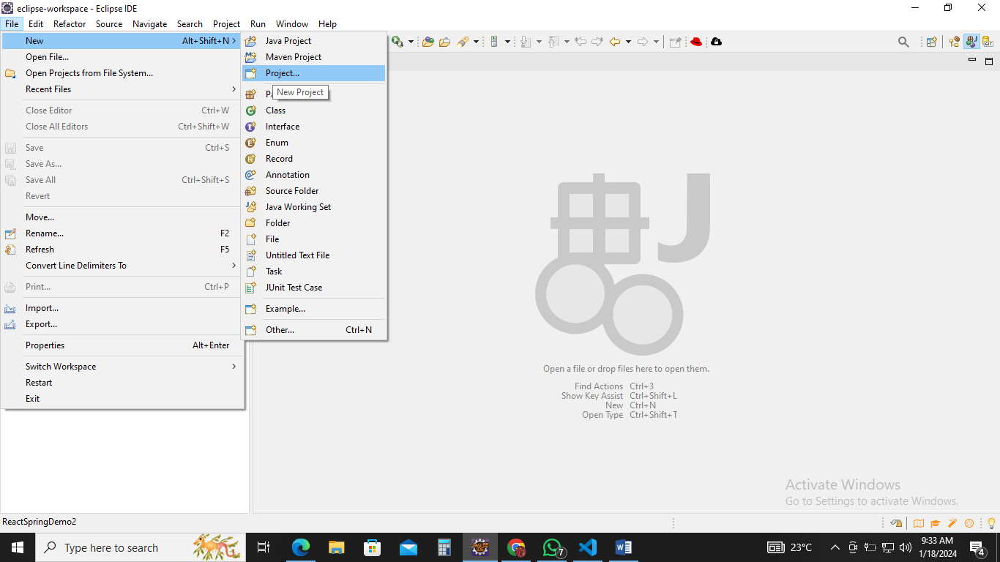 eclipse-workspace - Eclipse IDE
File Edit Refactor Source Navigate Search Project Run Window Help
New Alt+Shift+N
Open File...
Open Projects from File System...
Recent Files
Close Editor Ctrl+W
Close All Editors Ctrl+Shift+W
Save Ctrl+S
Save As...
Save All Ctrl+Shift+S
Revert
Move...
Rename... F2
Refresh F5
Convert Line Delimiters To
Print... Ctrl+P
Import...
Export...
Properties Alt+Enter
Switch Workspace
Restart
Exit
Java Project
Maven Project
Project...
New Project
Class
Interface
Enum
Record
Annotation
Source Folder
Java Working Set
Folder
File
Untitled Text File
Task
JUnit Test Case
Example...
Other... Ctrl+N
Open a file or drop files here to open them.
Find Actions Ctrl+3
Show Key Assist Ctrl+Shift+L
New Ctrl+N
Open Type Ctrl+Shift+T
Activate Windows
Go to Settings to activate Windows.
ReactSpringDemo2
Type here to search
7
23°C
9:33 AM
1/18/2024
4